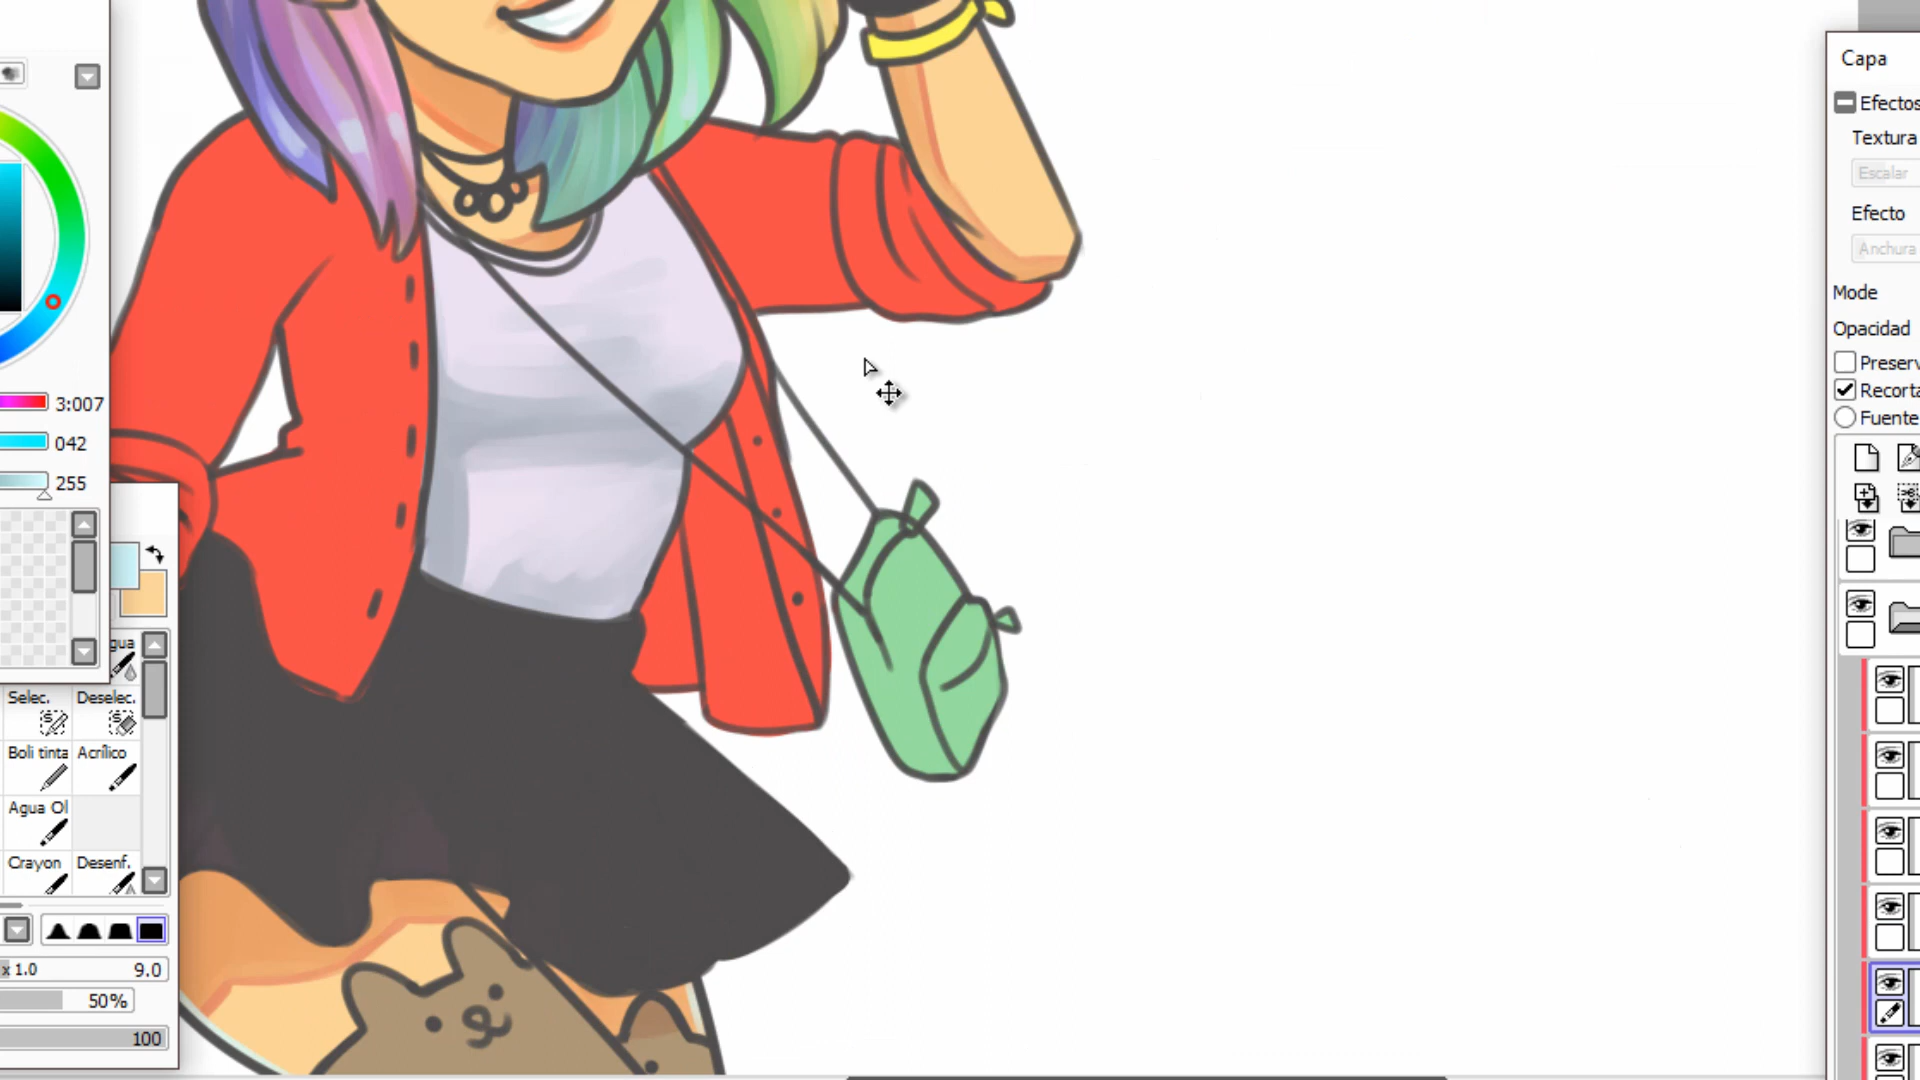 3:007
042
255
gua
Selec. Deselec.
Boli tinta Acrílico
Agua Ol
Crayon Desenf.
x 1.0 9.0
50%
100
Capa
Efectos
Textura
Escalar
Efecto
Anchura
Mode
Opacidad
Preserv
Recorta
Fuente